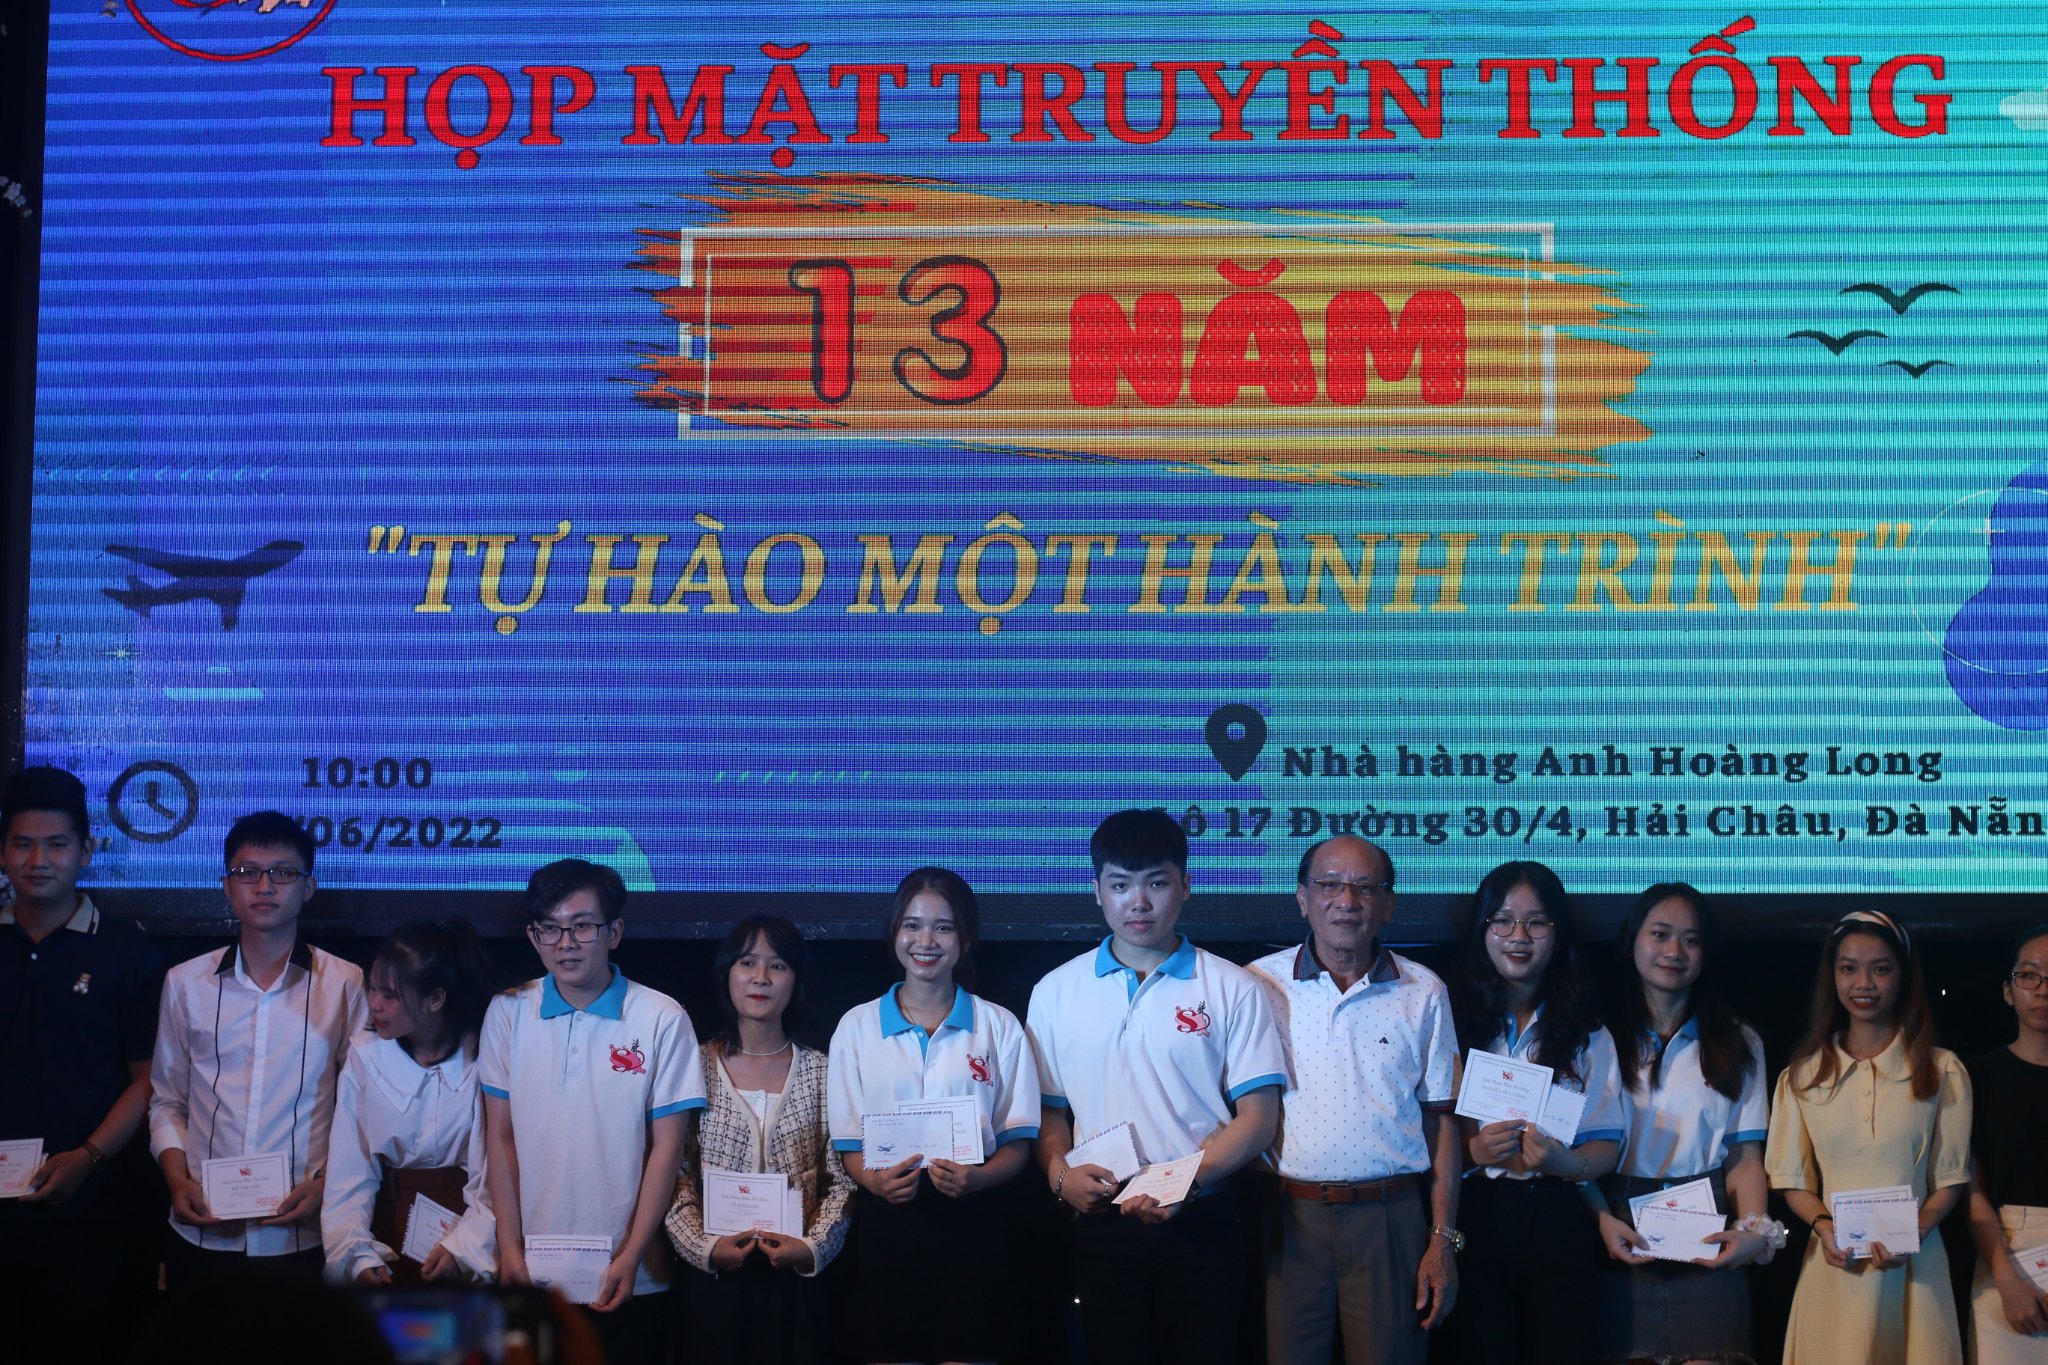 HỌP MẶT TRUYỀN THỐNG
13 NĂM
"TỰ HÀO MỘT HÀNH TRÌNH"
10:00
/06/2022
Nhà hàng Anh Hoàng Long
Lô 17 Đường 30/4, Hải Châu, Đà Nẵn